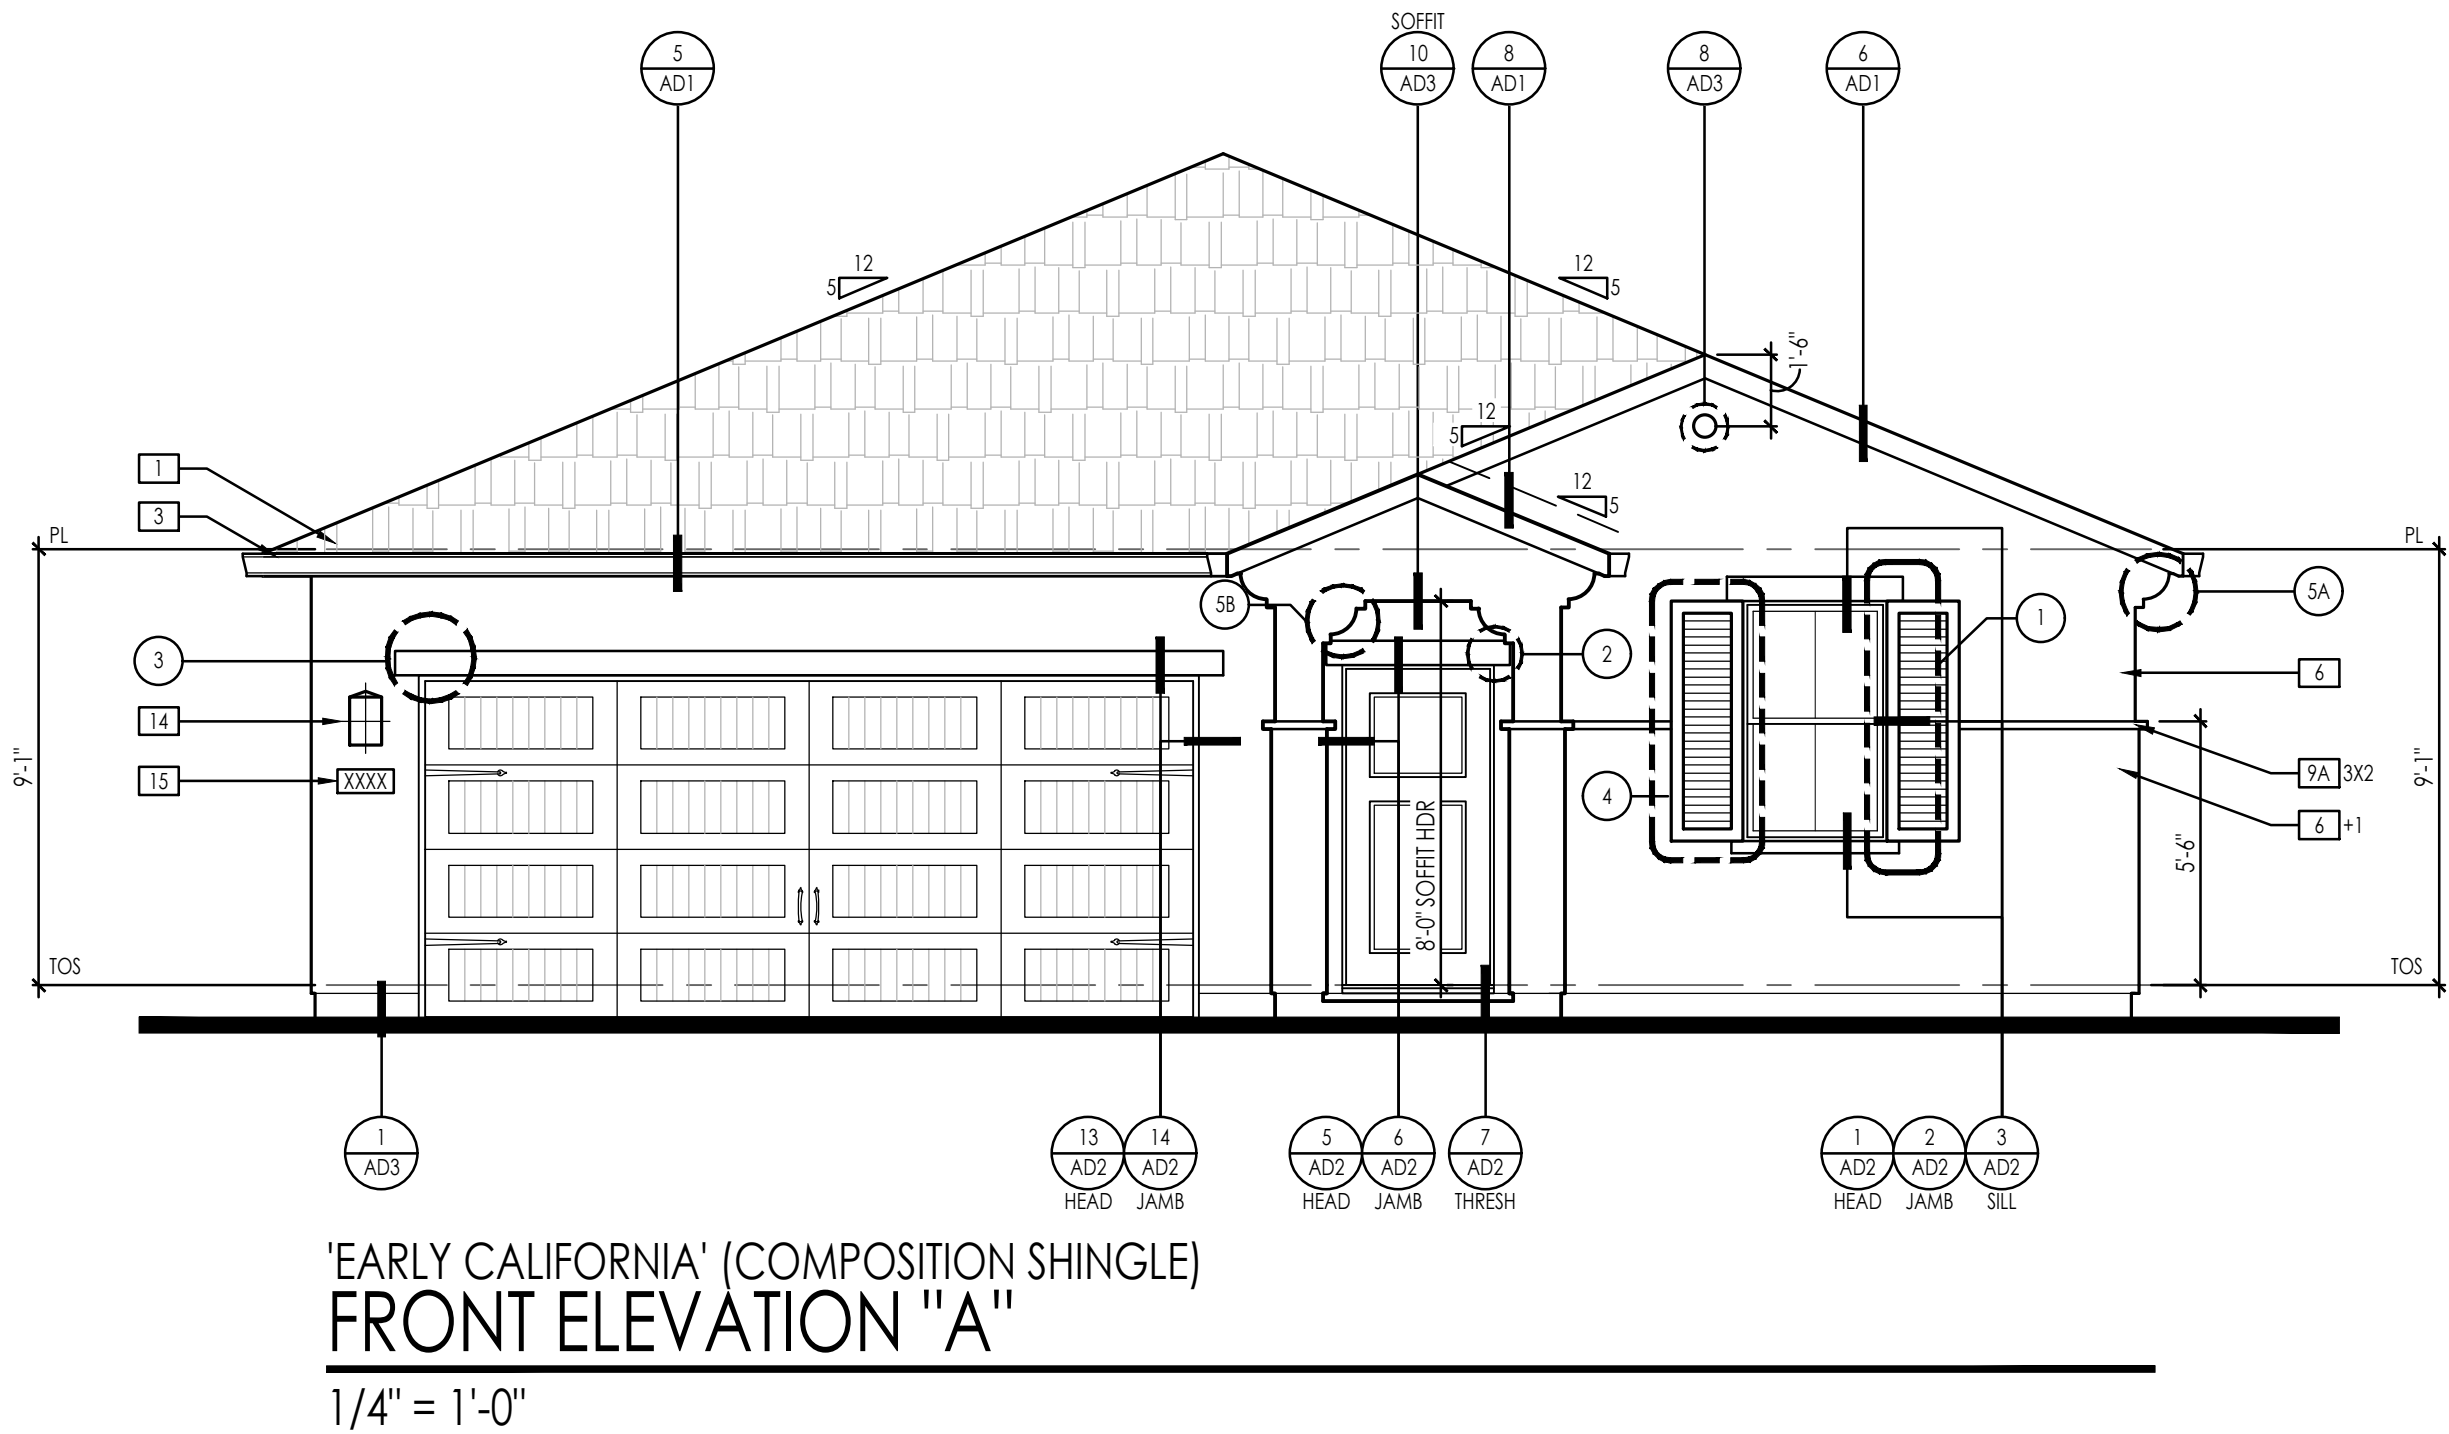 SOFFIT
5
AD1
10
AD3
8
AD1
8
AD3
6
AD1
12
5
12
5
1'-6"
12
5
12
5
1
3
PL
PL
5B
5A
3
2
1
6
14
15
XXXX
9A 3X2
4
6 +1
9'-1"
8'-0" SOFFIT HDR
5'-6"
9'-1"
TOS
TOS
1
AD3
13
AD2
HEAD
14
AD2
JAMB
5
AD2
HEAD
6
AD2
JAMB
7
AD2
THRESH
1
AD2
HEAD
2
AD2
JAMB
3
AD2
SILL
'EARLY CALIFORNIA' (COMPOSITION SHINGLE)
FRONT ELEVATION "A"
1/4" = 1'-0"